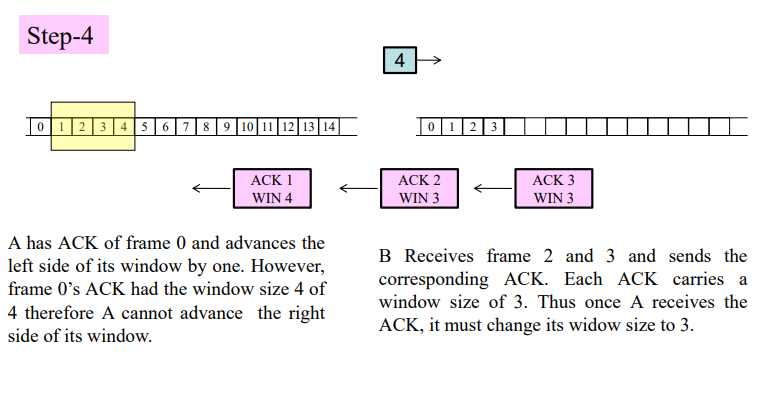 Step-4
4
0 1 2 3 4 5 6 7 8 9 10 11 12 13 14
0 1 2 3
ACK 1
WIN 4
ACK 2
WIN 3
ACK 3
WIN 3
A has ACK of frame 0 and advances the
left side of its window by one. However,
frame 0's ACK had the window size 4 of
4 therefore A cannot advance the right
side of its window.
B Receives frame 2 and 3 and sends the
corresponding ACK. Each ACK carries a
window size of 3. Thus once A receives the
ACK, it must change its widow size to 3.